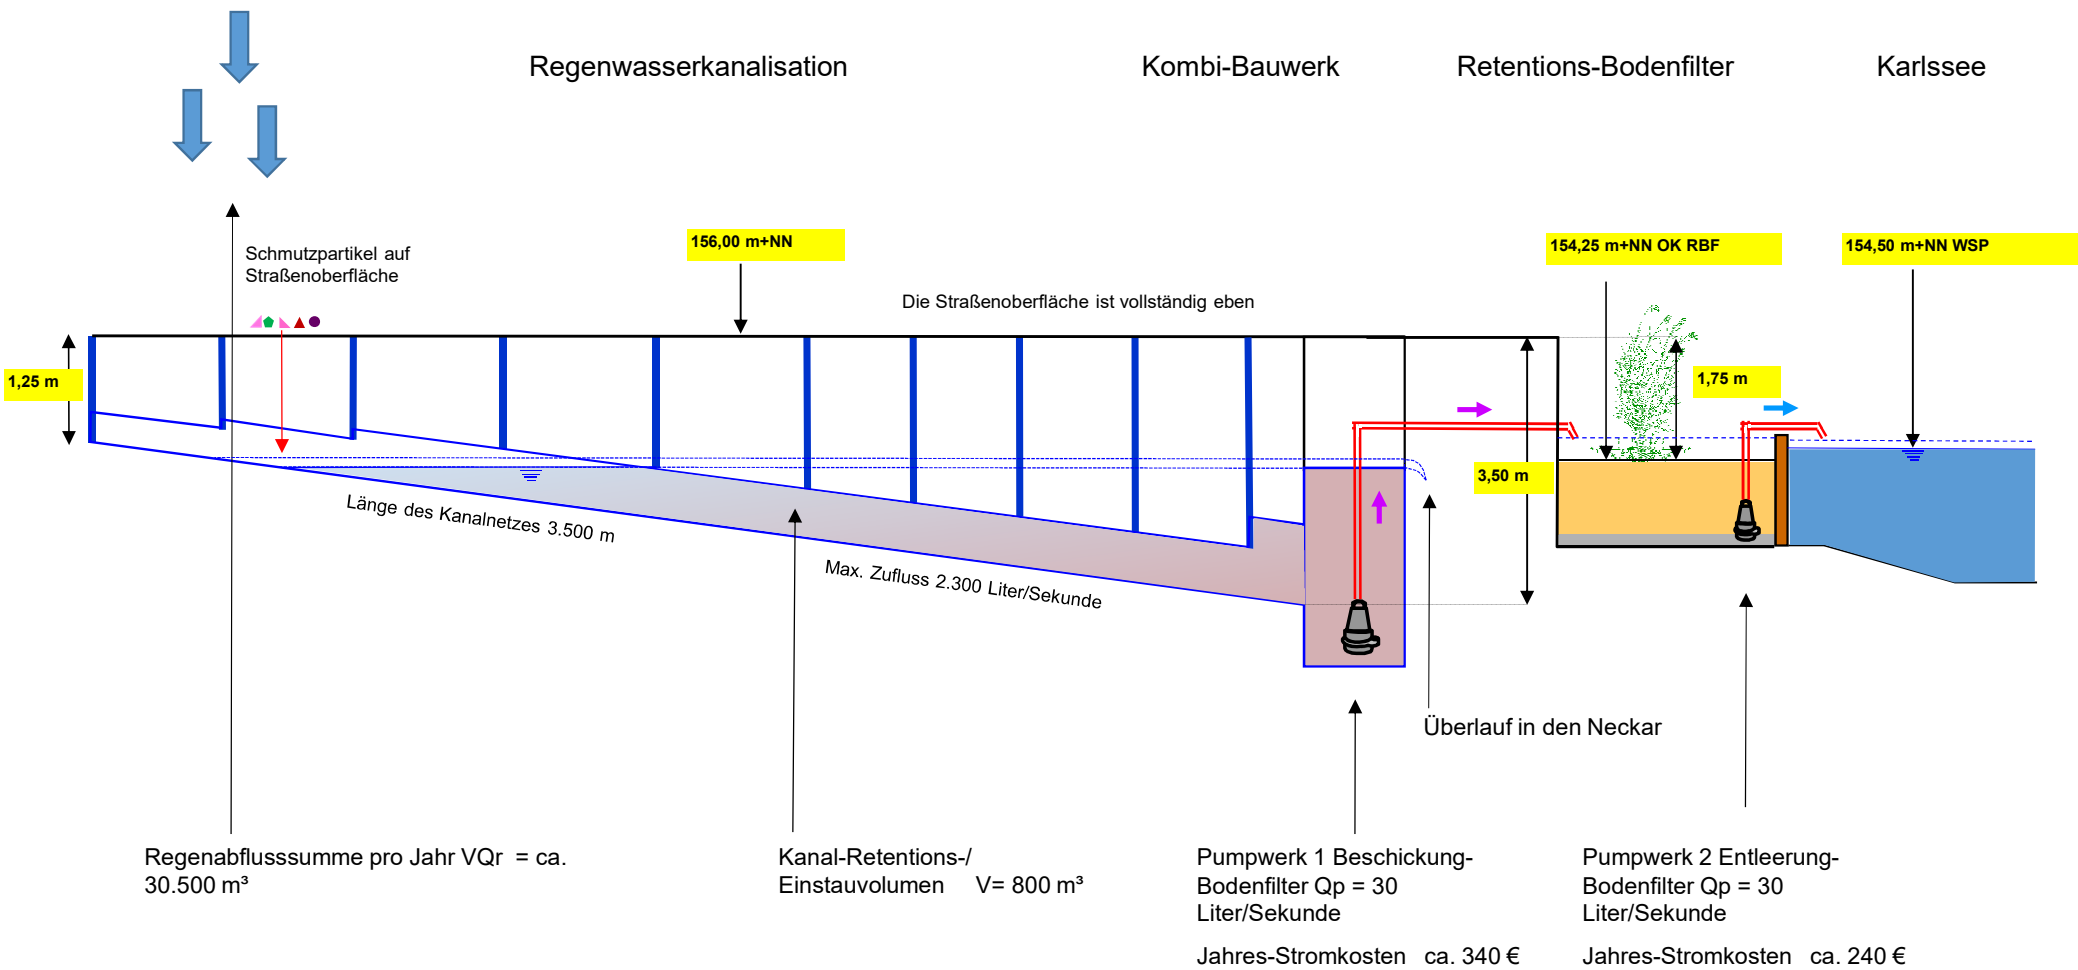 Regenwasserkanalisation
Kombi-Bauwerk
Retentions-Bodenfilter
Karlssee
Schmutzpartikel auf
Straßenoberfläche
156,00 m+NN
154,25 m+NN OK RBF
154,50 m+NN WSP
Die Straßenoberfläche ist vollständig eben
1,25 m
1,75 m
3,50 m
Länge des Kanalnetzes 3.500 m
Max. Zufluss 2.300 Liter/Sekunde
Überlauf in den Neckar
Regenabflusssumme pro Jahr VQr = ca.
30.500 m³
Kanal-Retentions-/
Einstauvolumen V= 800 m³
Pumpwerk 1 Beschickung-
Bodenfilter Qp = 30
Liter/Sekunde
Jahres-Stromkosten ca. 340 €
Pumpwerk 2 Entleerung-
Bodenfilter Qp = 30
Liter/Sekunde
Jahres-Stromkosten ca. 240 €